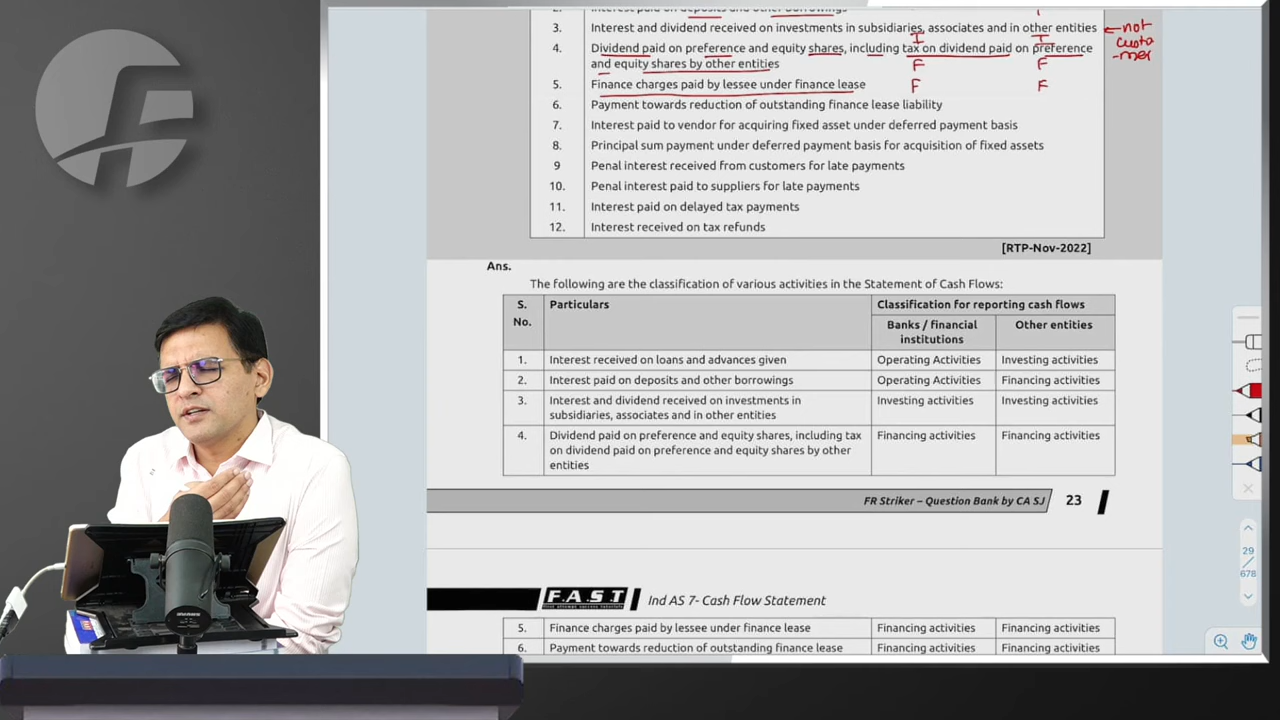 2. Interest paid on deposits and other borrowings
3. Interest and dividend received on investments in subsidiaries, associates and in other entities ← not
I I custo
4. Dividend paid on preference and equity shares, including tax on dividend paid on preference -mer
and equity shares by other entities F F
5. Finance charges paid by lessee under finance lease F F
6. Payment towards reduction of outstanding finance lease liability
7. Interest paid to vendor for acquiring fixed asset under deferred payment basis
8. Principal sum payment under deferred payment basis for acquisition of fixed assets
9 Penal interest received from customers for late payments
10. Penal interest paid to suppliers for late payments
11. Interest paid on delayed tax payments
12. Interest received on tax refunds
[RTP-Nov-2022]
Ans.
The following are the classification of various activities in the Statement of Cash Flows:
S. Particulars Classification for reporting cash flows
No. Banks / financial Other entities
institutions
1. Interest received on loans and advances given Operating Activities Investing activities
2. Interest paid on deposits and other borrowings Operating Activities Financing activities
3. Interest and dividend received on investments in Investing activities Investing activities
subsidiaries, associates and in other entities
4. Dividend paid on preference and equity shares, including tax Financing activities Financing activities
on dividend paid on preference and equity shares by other
entities
FR Striker – Question Bank by CA SJ 23
29
678
F.A.S.T Ind AS 7- Cash Flow Statement
5. Finance charges paid by lessee under finance lease Financing activities Financing activities
6. Payment towards reduction of outstanding finance lease Financing activities Financing activities